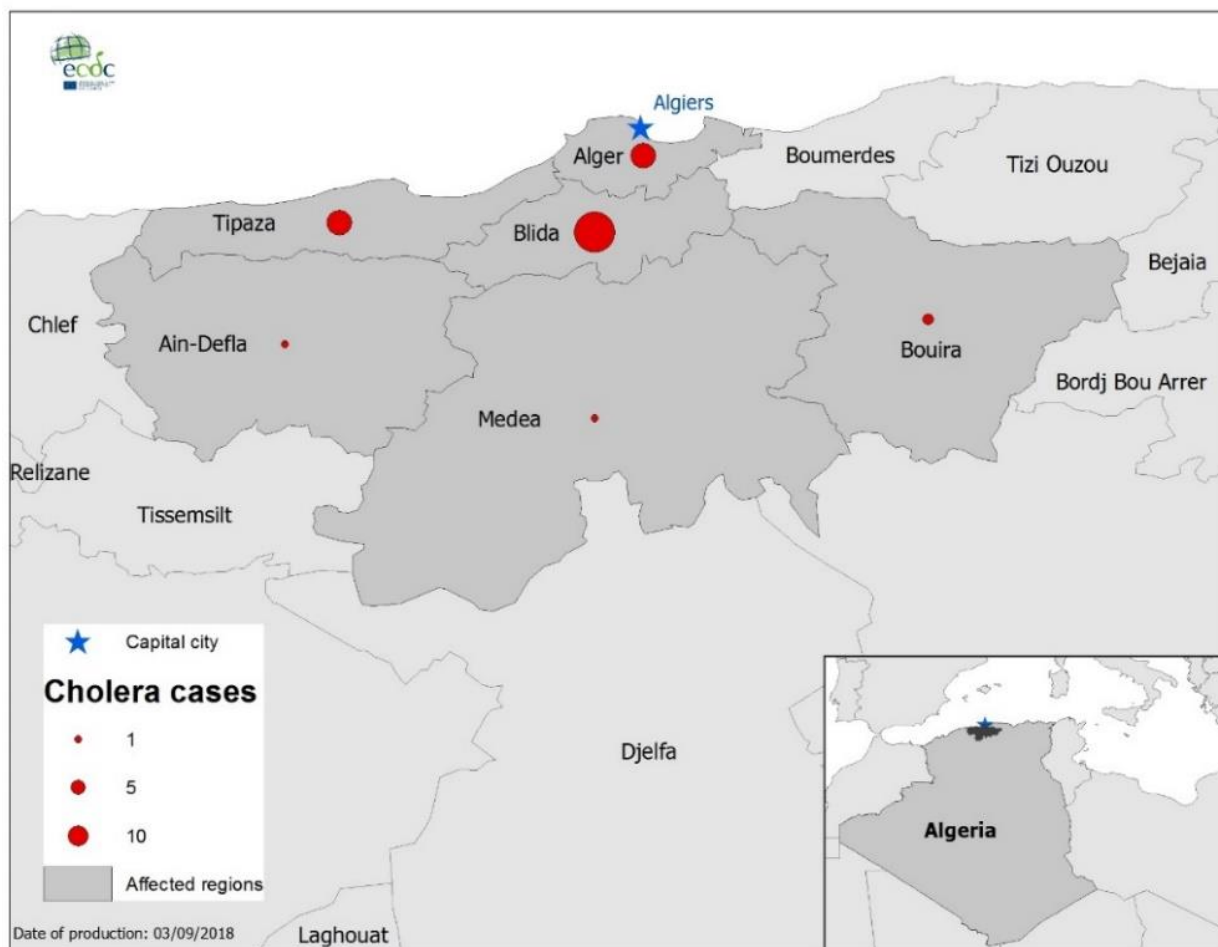 ecdc
Algiers
Alger
Boumerdes
Tizi Ouzou
Tipaza
Blida
Bejaia
Chlef
Ain-Defla
Bouira
Bordj Bou Arrer
Medea
Relizane
Tissemsilt
Capital city
Cholera cases
1
5
10
Affected regions
Djelfa
Algeria
Date of production: 03/09/2018
Laghouat